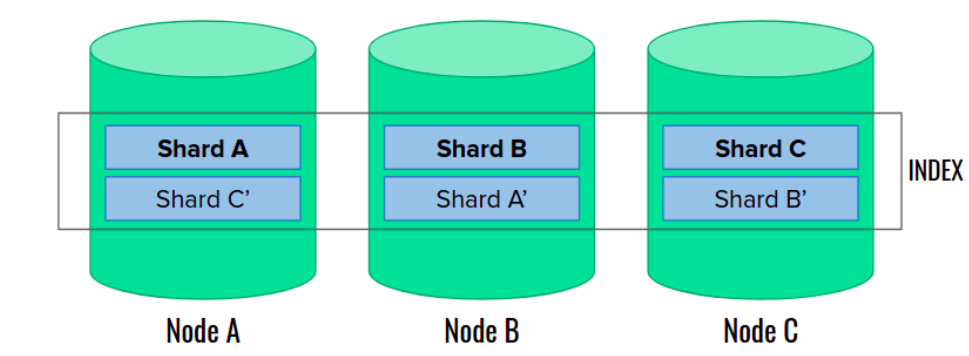 Shard A
Shard C’
Shard B
Shard A’
Shard C
Shard B’
INDEX
Node A
Node B
Node C